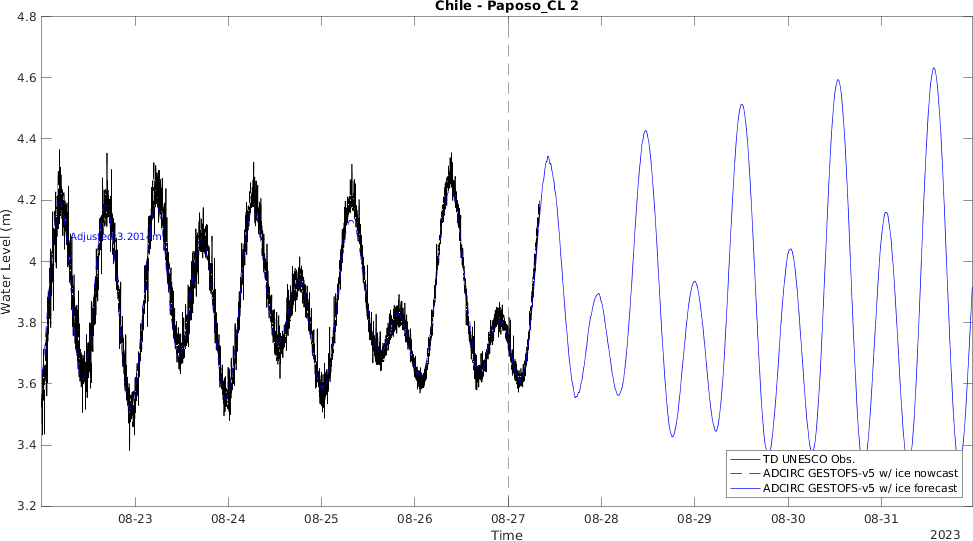 Chile - Paposo_CL 2
4.8
4.6
4.4
4.2
4
3.8
3.6
3.4
3.2
Water Level (m)
Adjusted 3.201 m
TD UNESCO Obs.
ADCIRC GESTOFS-v5 w/ ice nowcast
ADCIRC GESTOFS-v5 w/ ice forecast
08-23 08-24 08-25 08-26 08-27 08-28 08-29 08-30 08-31
Time
2023